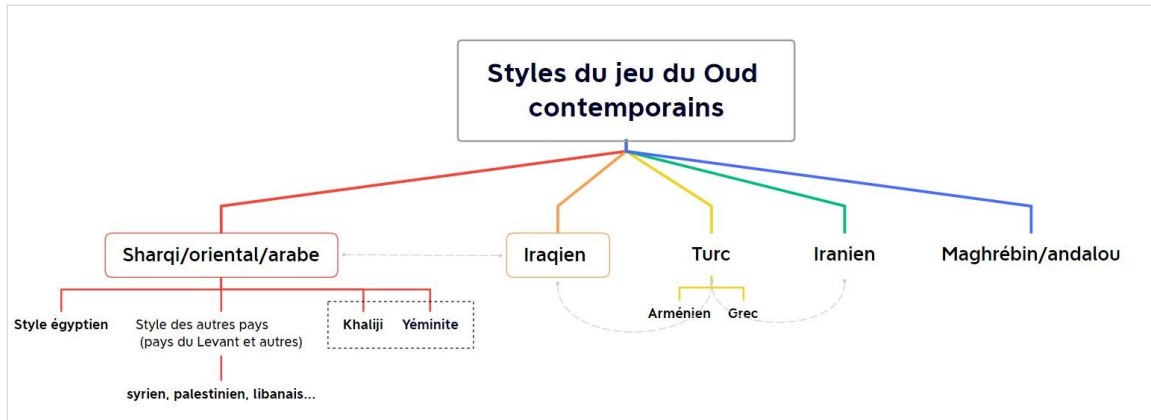 Styles du jeu du Oud
contemporains
Sharqi/oriental/arabe
Iraqien
Turc
Iranien
Maghrébin/andalou
Style égyptien
Style des autres pays
(pays du Levant et autres)
Khaliji
Yéminite
Arménien
Grec
syrien, palestinien, libanais...